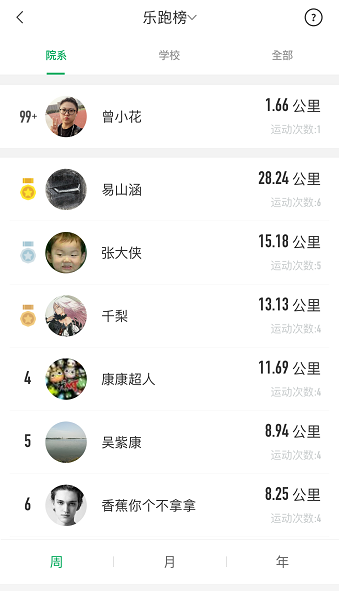 乐跑榜
?
院系 学校 全部
99+ 曾小花 1.66 公里
运动次数:1
易山涵 28.24 公里
运动次数:6
张大侠 15.18 公里
运动次数:5
千梨 13.13 公里
运动次数:4
4 康康超人 11.69 公里
运动次数:4
5 吴紫康 8.94 公里
运动次数:4
6 香蕉你个不拿拿 8.25 公里
运动次数:4
周 月 年